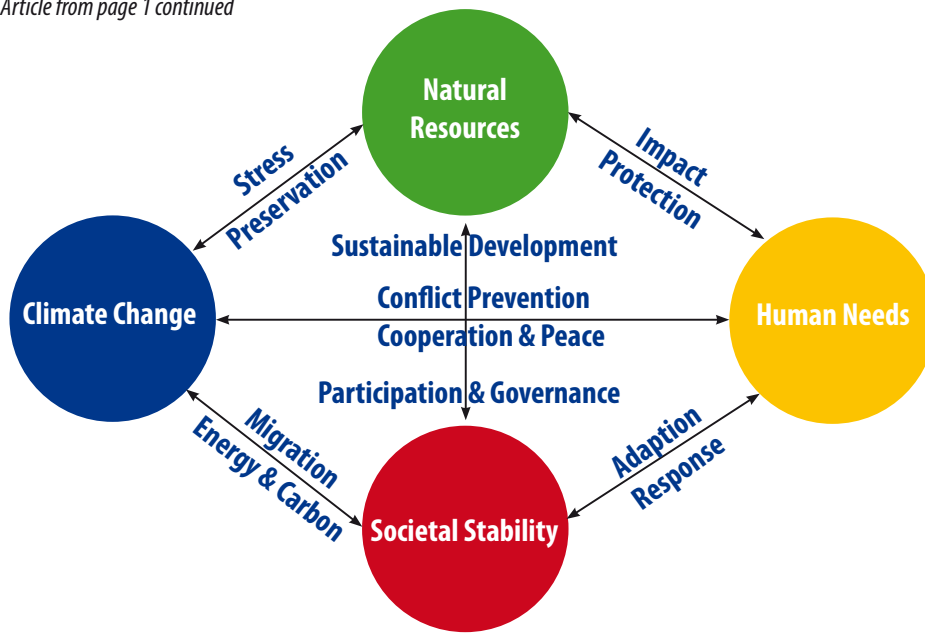 Article from page 1 continued
Natural
Resources
Stress
Preservation
Impact
Protection
Sustainable Development
Conflict Prevention
Climate Change
Human Needs
Cooperation & Peace
Participation & Governance
Migration
Energy & Carbon
Adaption
Response
Societal Stability